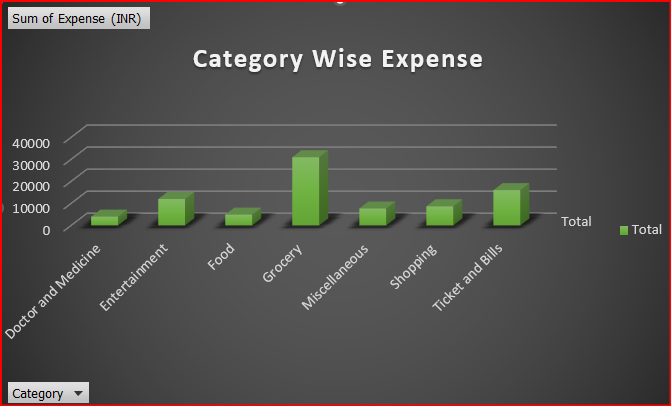 Sum of Expense (INR)
Category Wise Expense
40000
30000
20000
10000
0
Doctor and Medicine
Entertainment
Food
Grocery
Miscellaneous
Shopping
Ticket and Bills
Total
Total
Category